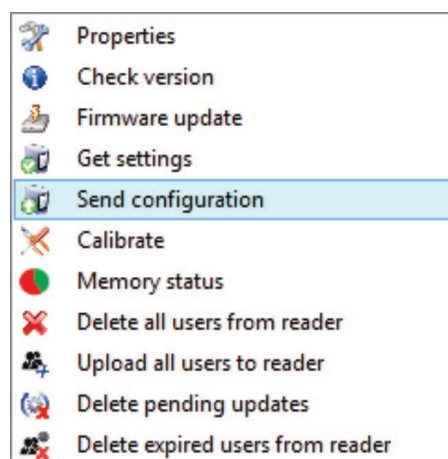 Properties
Check version
Firmware update
Get settings
Send configuration
Calibrate
Memory status
Delete all users from reader
Upload all users to reader
Delete pending updates
Delete expired users from reader